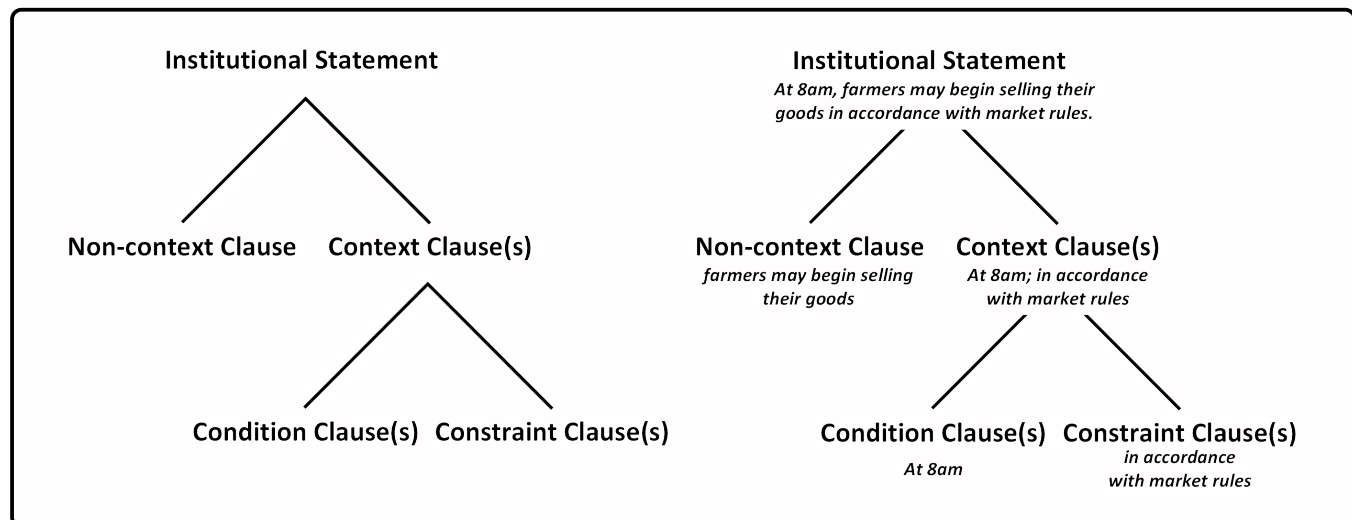 Institutional Statement
Non-context Clause
Context Clause(s)
Condition Clause(s)
Constraint Clause(s)
Institutional Statement
At 8am, farmers may begin selling their
goods in accordance with market rules.
Non-context Clause
farmers may begin selling
their goods
Context Clause(s)
At 8am; in accordance
with market rules
Condition Clause(s)
At 8am
Constraint Clause(s)
in accordance
with market rules